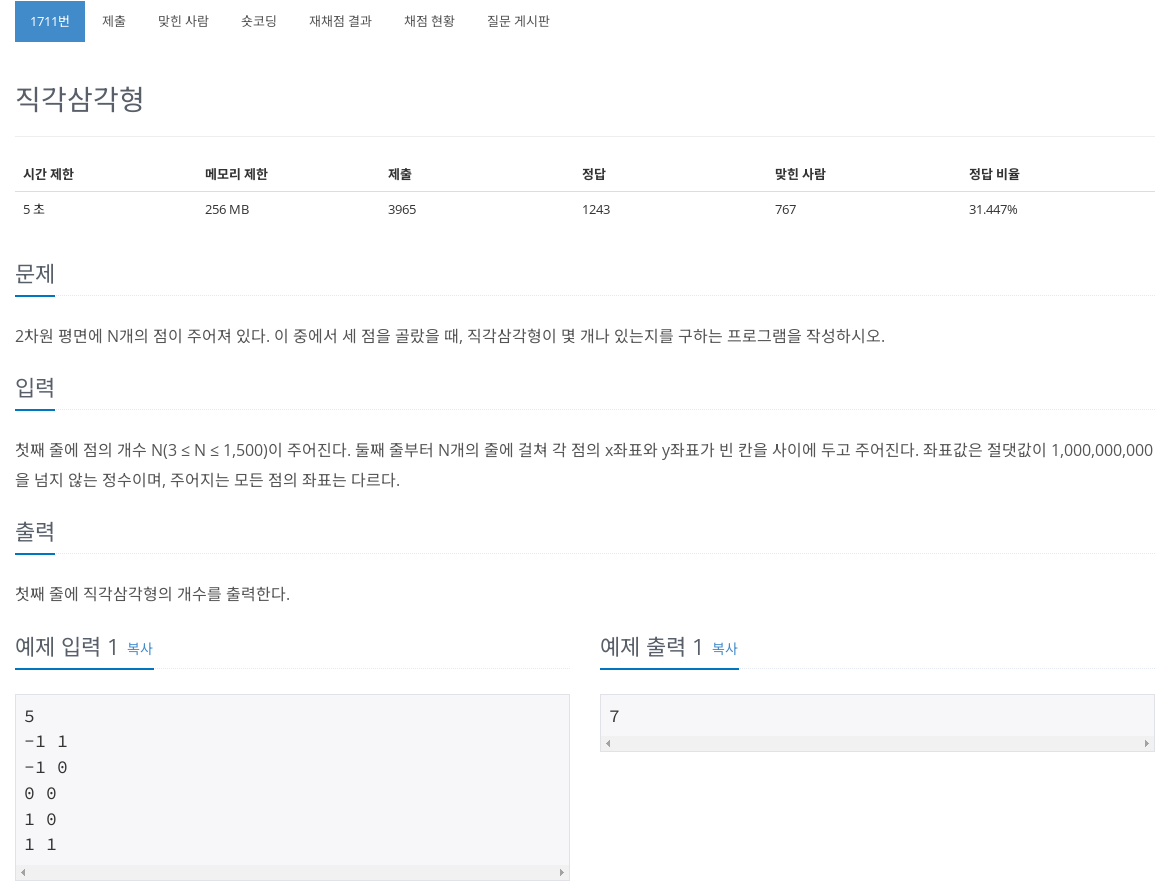 1711번 제출 맞힌 사람 숏코딩 재채점 결과 채점 현황 질문 게시판
직각삼각형
시간 제한 메모리 제한 제출 정답 맞힌 사람 정답 비율
5 초 256 MB 3965 1243 767 31.447%
문제
2차원 평면에 N개의 점이 주어져 있다. 이 중에서 세 점을 골랐을 때, 직각삼각형이 몇 개나 있는지를 구하는 프로그램을 작성하시오.
입력
첫째 줄에 점의 개수 N(3 ≤ N ≤ 1,500)이 주어진다. 둘째 줄부터 N개의 줄에 걸쳐 각 점의 x좌표와 y좌표가 빈 칸을 사이에 두고 주어진다. 좌표값은 절댓값이 1,000,000,000
을 넘지 않는 정수이며, 주어지는 모든 점의 좌표는 다르다.
출력
첫째 줄에 직각삼각형의 개수를 출력한다.
예제 입력 1 복사
5
-1 1
-1 0
0 0
1 0
1 1
예제 출력 1 복사
7